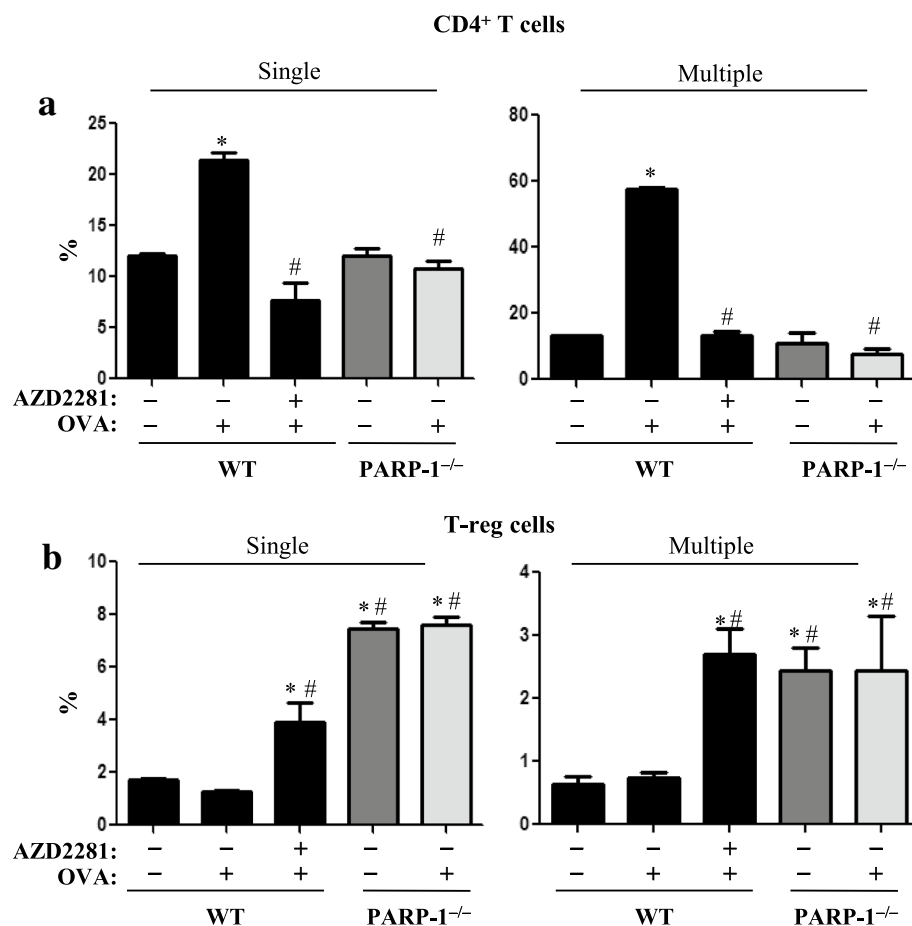 CD4⁺ T cells
Single
Multiple
a
%
25
20
15
10
5
0
*
#
#
80
60
40
20
0
*
#
#
AZD2281: – – + – –
OVA: – + + – +
WT
PARP-1⁻/⁻
– – + – –
– + + – +
WT
PARP-1⁻/⁻
T-reg cells
b
Single
Multiple
%
10
8
6
4
2
0
* #
* #
* #
4
3
2
1
0
*#
*#
*#
AZD2281: – – + – –
OVA: – + + – +
WT
PARP-1⁻/⁻
– – + – –
– + + – +
WT
PARP-1⁻/⁻